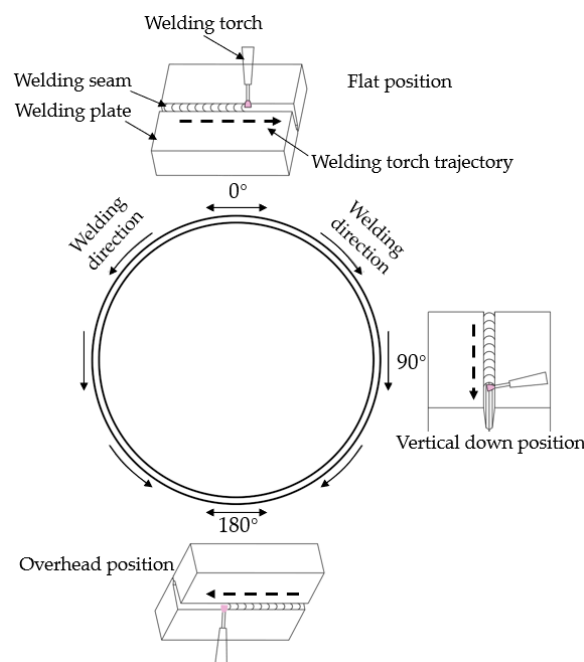 Welding torch
Welding seam
Flat position
Welding plate
Welding torch trajectory
0°
Welding
direction
Welding
direction
90°
Vertical down position
180°
Overhead position